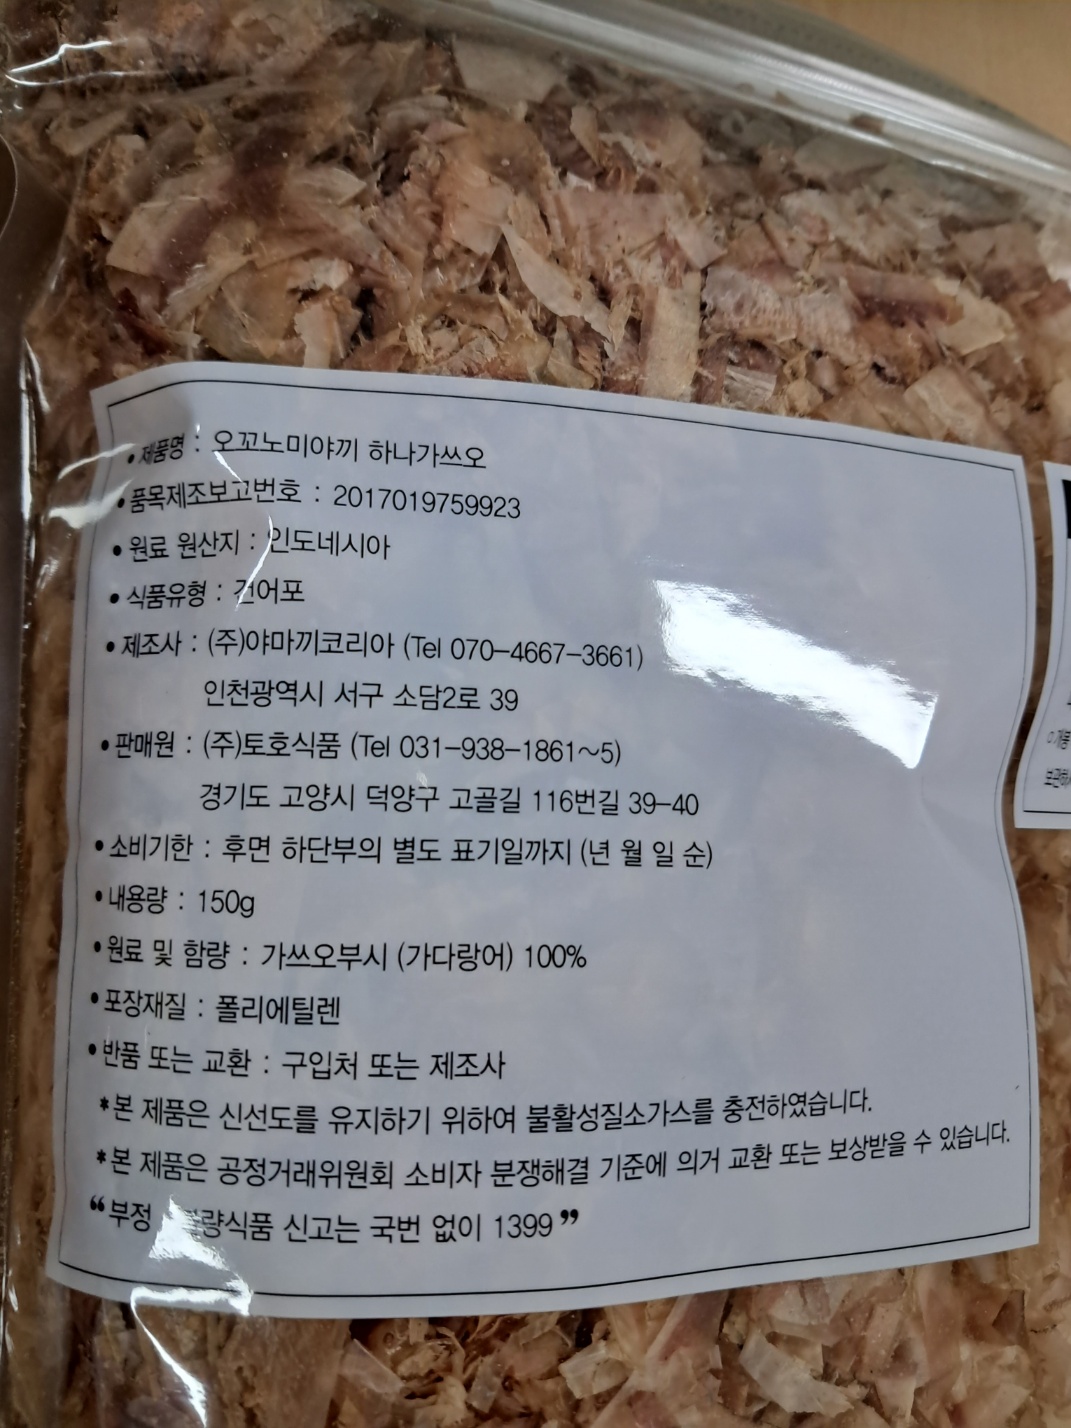 •제품명 : 오꼬노미야끼 하나가쓰오
•품목제조보고번호 : 2017019759923
•원료 원산지 : 인도네시아
•식품유형 : 건어포
•제조사 : (주)야마끼코리아 (Tel 070-4667-3661)
인천광역시 서구 소담2로 39
•판매원 : (주)토호식품 (Tel 031-938-1861~5)
경기도 고양시 덕양구 고골길 116번길 39-40
•소비기한 : 후면 하단부의 별도 표기일까지 (년 월 일 순)
•내용량 : 150g
•원료 및 함량 : 가쓰오부시 (가다랑어) 100%
•포장재질 : 폴리에틸렌
•반품 또는 교환 : 구입처 또는 제조사
*본 제품은 신선도를 유지하기 위하여 불활성질소가스를 충전하였습니다.
*본 제품은 공정거래위원회 소비자 분쟁해결 기준에 의거 교환 또는 보상받을 수 있습니다.
“부정 신고는 국번 없이 1399”